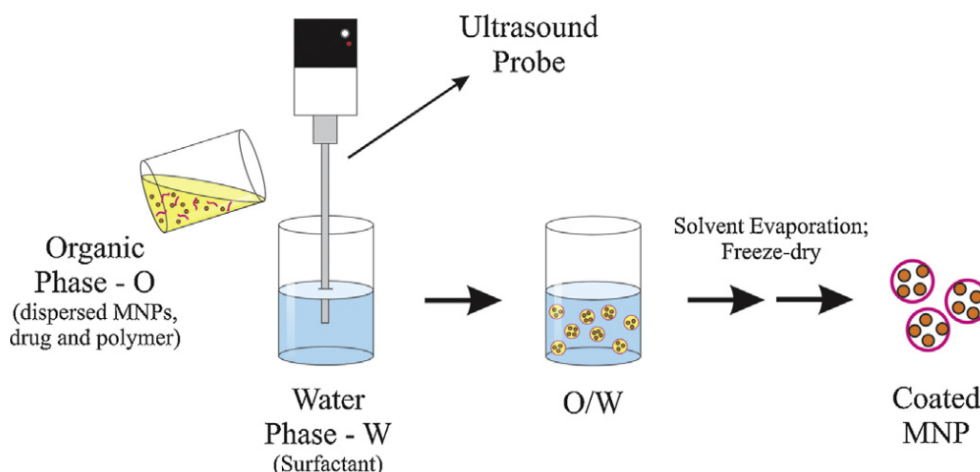 Ultrasound
Probe
Organic
Phase - O
(dispersed MNPs,
drug and polymer)
Water
Phase - W
(Surfactant)
O/W
Solvent Evaporation;
Freeze-dry
Coated
MNP